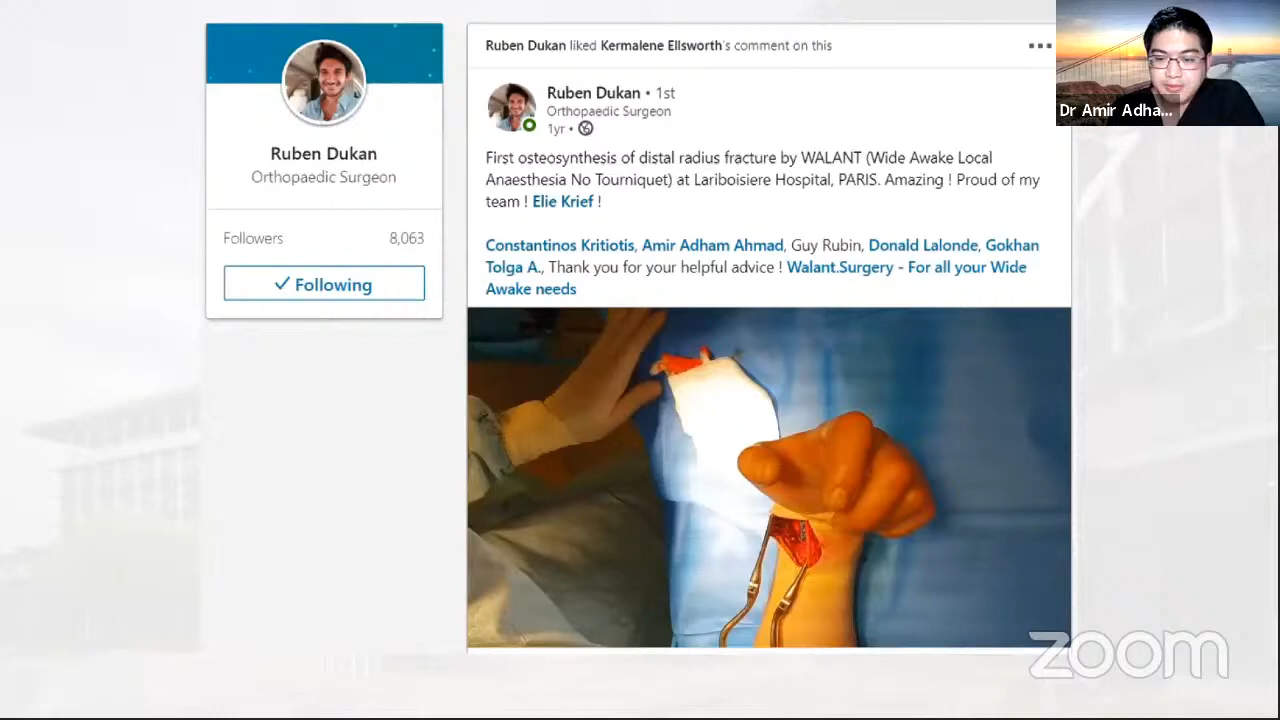 Ruben Dukan
Orthopaedic Surgeon
Followers 8,063
✓ Following
Ruben Dukan liked Kermalene Ellsworth's comment on this
Ruben Dukan • 1st
Orthopaedic Surgeon
1yr •
First osteosynthesis of distal radius fracture by WALANT (Wide Awake Local
Anaesthesia No Tourniquet) at Lariboisiere Hospital, PARIS. Amazing ! Proud of my
team ! Elie Krief !
Constantinos Kritiotis, Amir Adham Ahmad, Guy Rubin, Donald Lalonde, Gokhan
Tolga A., Thank you for your helpful advice ! Walant.Surgery - For all your Wide
Awake needs
Dr Amir Adha...
zoom